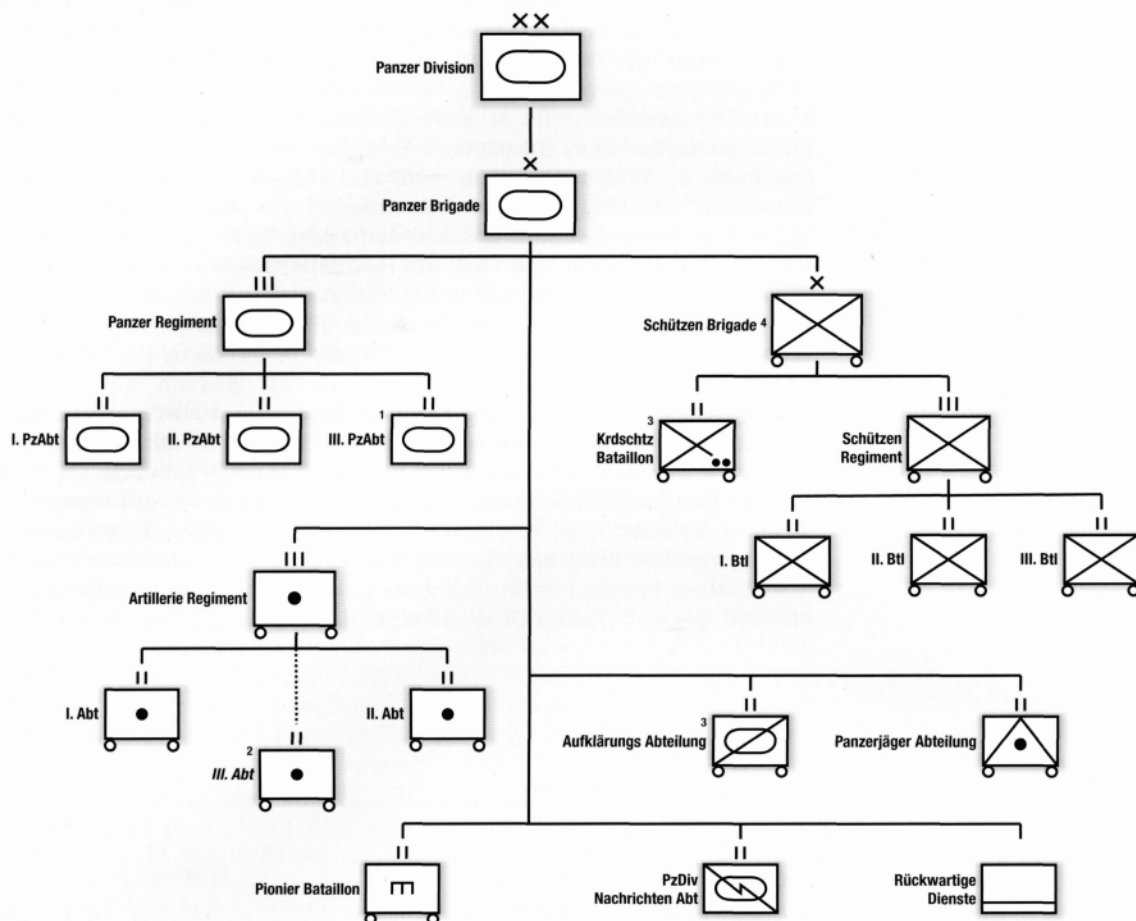 Panzer Division
Panzer Brigade
Panzer Regiment
Schützen Brigade 4
I. PzAbt
II. PzAbt
1
III. PzAbt
3
Krdschtz
Bataillon
Schützen
Regiment
I. Btl
II. Btl
III. Btl
Artillerie Regiment
I. Abt
II. Abt
2
III. Abt
3
Aufklärungs Abteilung
Panzerjäger Abteilung
Pionier Bataillon
PzDiv
Nachrichten Abt
Rückwartige
Dienste